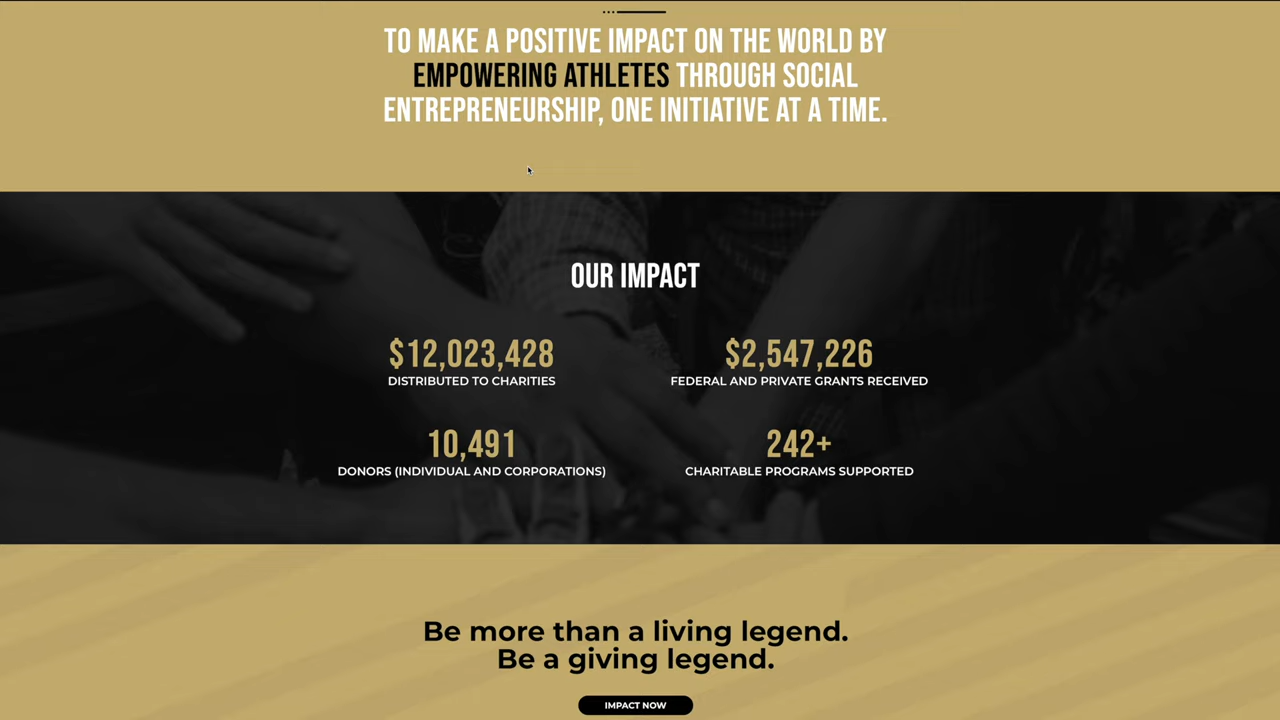 TO MAKE A POSITIVE IMPACT ON THE WORLD BY
EMPOWERING ATHLETES THROUGH SOCIAL
ENTREPRENEURSHIP, ONE INITIATIVE AT A TIME.
OUR IMPACT
$12,023,428
DISTRIBUTED TO CHARITIES
$2,547,226
FEDERAL AND PRIVATE GRANTS RECEIVED
10,491
DONORS (INDIVIDUAL AND CORPORATIONS)
242+
CHARITABLE PROGRAMS SUPPORTED
Be more than a living legend.
Be a giving legend.
IMPACT NOW